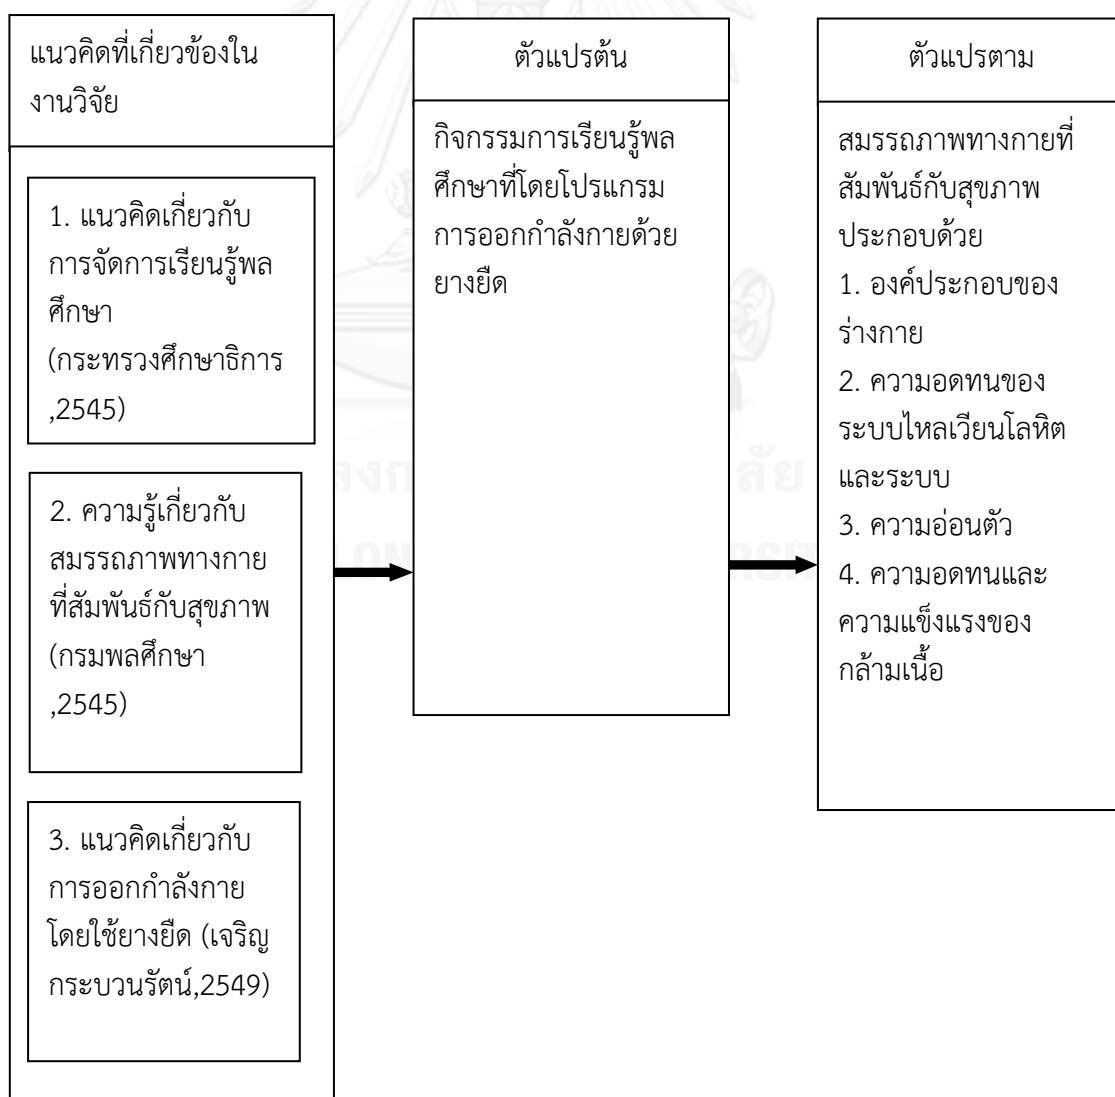 แนวคิดที่เกี่ยวข้องใน
งานวิจัย
1. แนวคิดเกี่ยวกับ
การจัดการเรียนรู้พล
ศึกษา
(กระทรวงศึกษาธิการ
,2545)
2. ความรู้เกี่ยวกับ
สมรรถภาพทางกาย
ที่สัมพันธ์กับสุขภาพ
(กรมพลศึกษา
,2545)
3. แนวคิดเกี่ยวกับ
การออกกำลังกาย
โดยใช้ยางยืด (เจริญ
กระบวนรัตน์,2549)
ตัวแปรต้น
กิจกรรมการเรียนรู้พล
ศึกษาที่โดยโปรแกรม
การออกกำลังกายด้วย
ยางยืด
ตัวแปรตาม
สมรรถภาพทางกายที่
สัมพันธ์กับสุขภาพ
ประกอบด้วย
1. องค์ประกอบของ
ร่างกาย
2. ความอดทนของ
ระบบไหลเวียนโลหิต
และระบบ
3. ความอ่อนตัว
4. ความอดทนและ
ความแข็งแรงของ
กล้ามเนื้อ